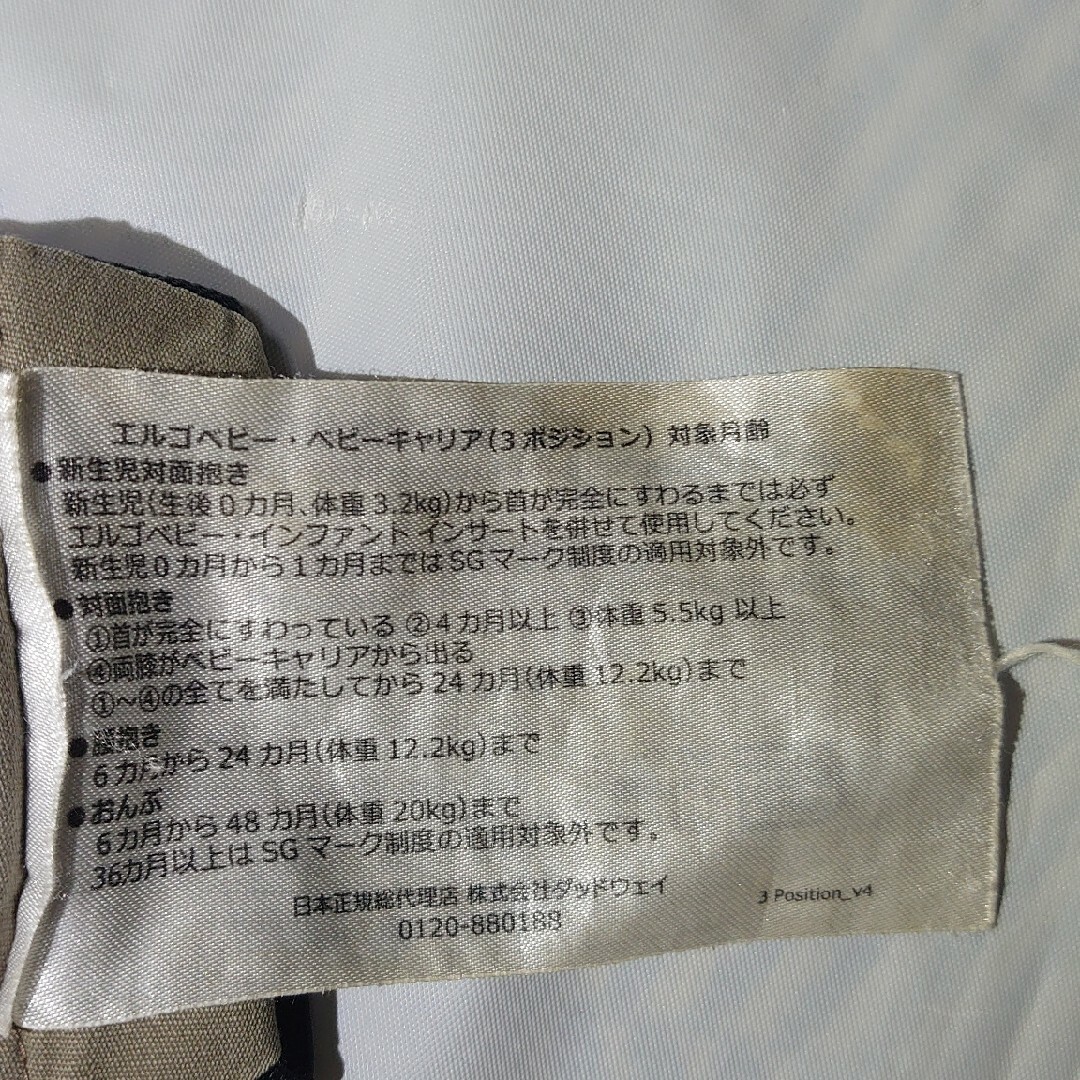 エルゴベビー・ベビーキャリア(3ポジション) 対象月齢
●新生児対面抱き
新生児(生後0カ月、体重3.2kg)から首が完全にすわるまでは必ず
エルゴベビー・インファントインサートを併せて使用してください。
新生児0カ月から1カ月まではSGマーク制度の適用対象外です。
●対面抱き
①首が完全にすわっている ②4カ月以上 ③体重5.5kg以上
④両膝がベビーキャリアから出る
①～④の全てを満たしてから24カ月(体重12.2kg)まで
●腰抱き
6カ月から24カ月(体重12.2kg)まで
●おんぶ
6カ月から48カ月(体重20kg)まで
36カ月以上はSGマーク制度の適用対象外です。
日本正規総代理店 株式会社ダッドウェイ
0120-880188
3 Position_v4